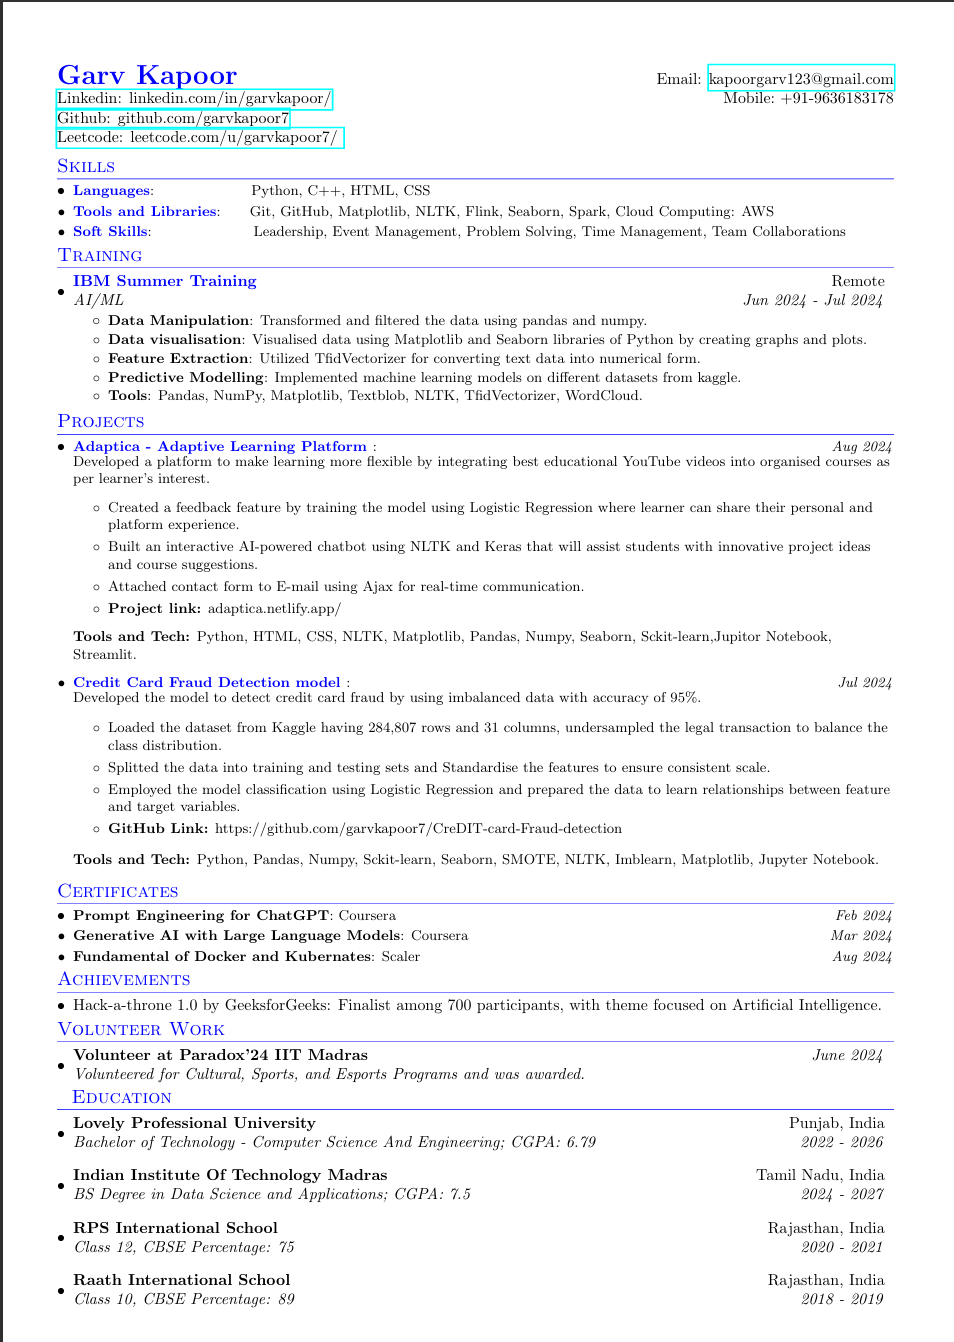 Garv Kapoor
Email: kapoorgarv123@gmail.com
Linkedin: linkedin.com/in/garvkapoor/
Mobile: +91-9636183178
Github: github.com/garvkapoor7
Leetcode: leetcode.com/u/garvkapoor7/
Skills
• Languages: Python, C++, HTML, CSS
• Tools and Libraries: Git, GitHub, Matplotlib, NLTK, Flink, Seaborn, Spark, Cloud Computing: AWS
• Soft Skills: Leadership, Event Management, Problem Solving, Time Management, Team Collaborations
Training
• IBM Summer Training Remote
AI/ML Jun 2024 - Jul 2024
◦ Data Manipulation: Transformed and filtered the data using pandas and numpy.
◦ Data visualisation: Visualised data using Matplotlib and Seaborn libraries of Python by creating graphs and plots.
◦ Feature Extraction: Utilized TfidVectorizer for converting text data into numerical form.
◦ Predictive Modelling: Implemented machine learning models on different datasets from kaggle.
◦ Tools: Pandas, NumPy, Matplotlib, Textblob, NLTK, TfidVectorizer, WordCloud.
Projects
• Adaptica - Adaptive Learning Platform : Aug 2024
Developed a platform to make learning more flexible by integrating best educational YouTube videos into organised courses as
per learner's interest.
◦ Created a feedback feature by training the model using Logistic Regression where learner can share their personal and
platform experience.
◦ Built an interactive AI-powered chatbot using NLTK and Keras that will assist students with innovative project ideas
and course suggestions.
◦ Attached contact form to E-mail using Ajax for real-time communication.
◦ Project link: adaptica.netlify.app/
Tools and Tech: Python, HTML, CSS, NLTK, Matplotlib, Pandas, Numpy, Seaborn, Sckit-learn,Jupitor Notebook,
Streamlit.
• Credit Card Fraud Detection model : Jul 2024
Developed the model to detect credit card fraud by using imbalanced data with accuracy of 95%.
◦ Loaded the dataset from Kaggle having 284,807 rows and 31 columns, undersampled the legal transaction to balance the
class distribution.
◦ Splitted the data into training and testing sets and Standardise the features to ensure consistent scale.
◦ Employed the model classification using Logistic Regression and prepared the data to learn relationships between feature
and target variables.
◦ GitHub Link: https://github.com/garvkapoor7/CreDIT-card-Fraud-detection
Tools and Tech: Python, Pandas, Numpy, Sckit-learn, Seaborn, SMOTE, NLTK, Imblearn, Matplotlib, Jupyter Notebook.
Certificates
• Prompt Engineering for ChatGPT: Coursera Feb 2024
• Generative AI with Large Language Models: Coursera Mar 2024
• Fundamental of Docker and Kubernates: Scaler Aug 2024
Achievements
• Hack-a-throne 1.0 by GeeksforGeeks: Finalist among 700 participants, with theme focused on Artificial Intelligence.
Volunteer Work
• Volunteer at Paradox'24 IIT Madras June 2024
Volunteered for Cultural, Sports, and Esports Programs and was awarded.
Education
• Lovely Professional University Punjab, India
Bachelor of Technology - Computer Science And Engineering; CGPA: 6.79 2022 - 2026
• Indian Institute Of Technology Madras Tamil Nadu, India
BS Degree in Data Science and Applications; CGPA: 7.5 2024 - 2027
• RPS International School Rajasthan, India
Class 12, CBSE Percentage: 75 2020 - 2021
• Raath International School Rajasthan, India
Class 10, CBSE Percentage: 89 2018 - 2019